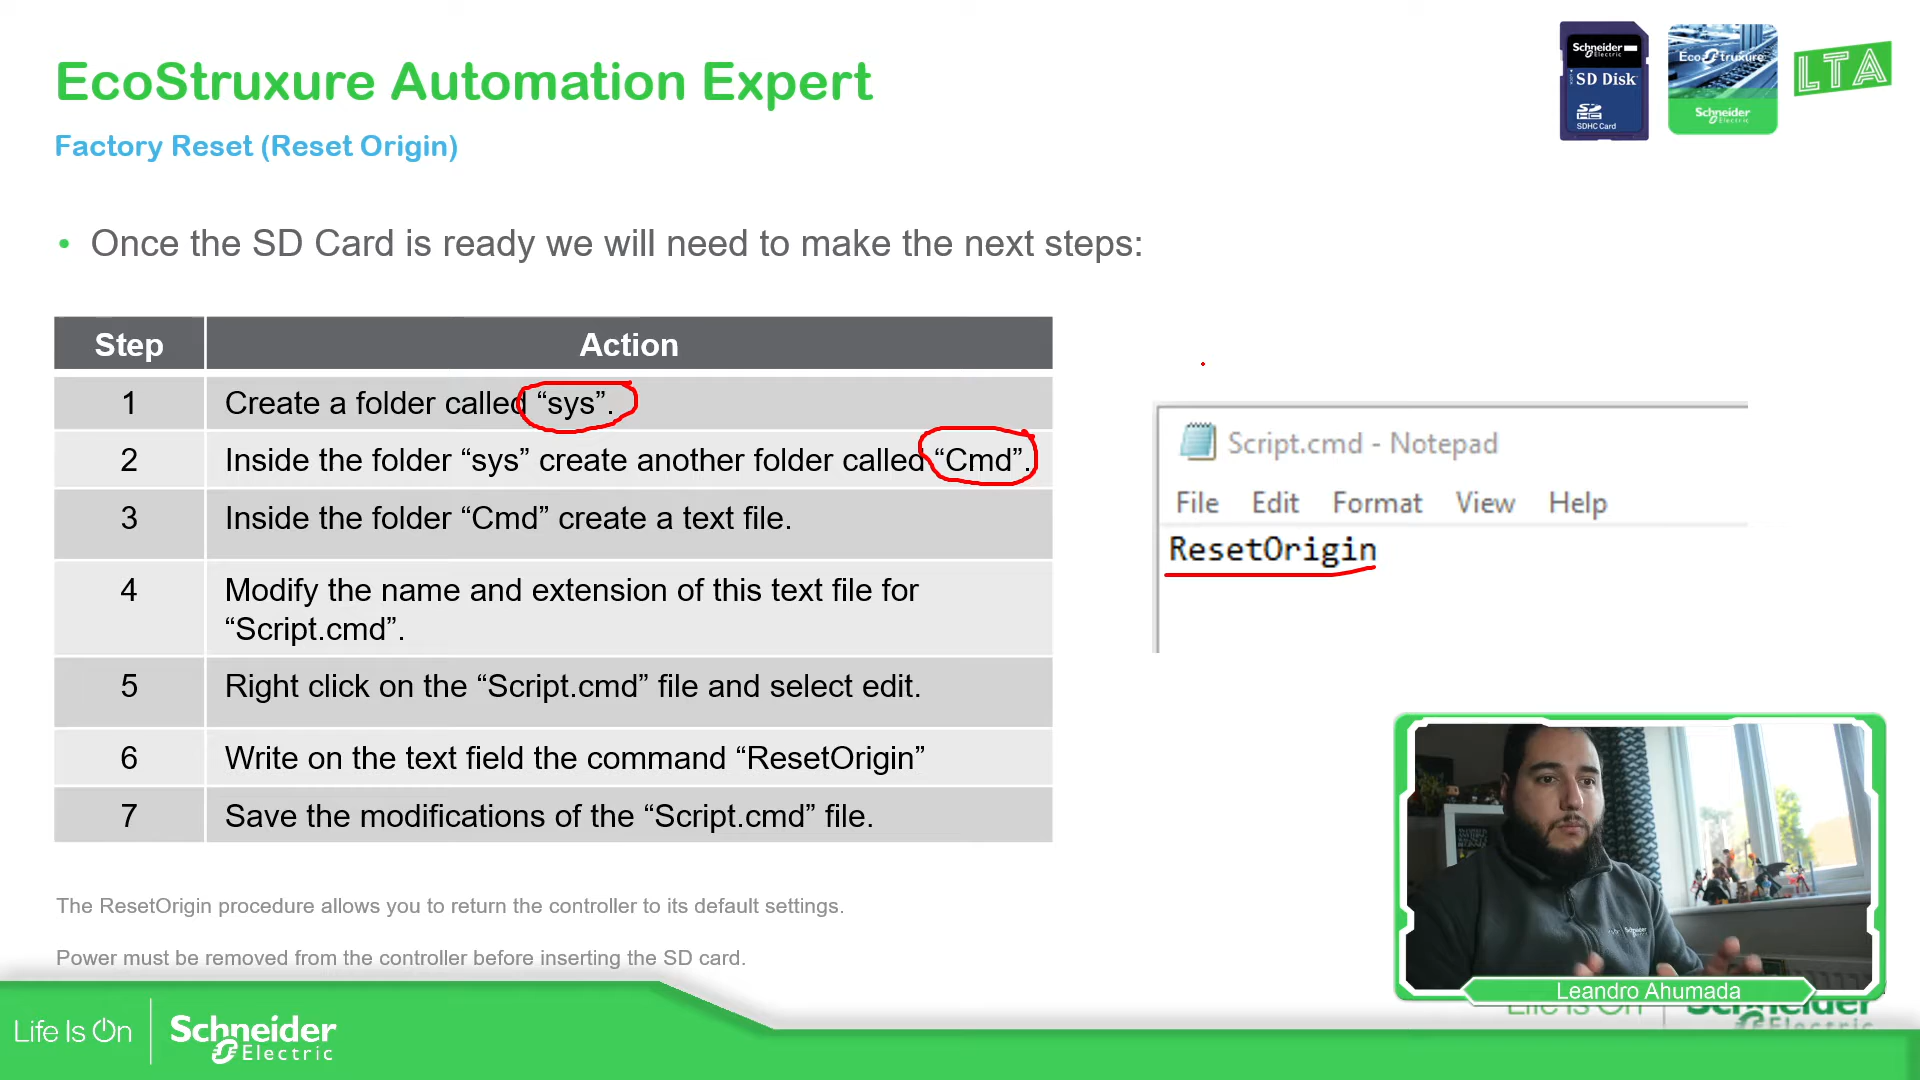 EcoStruxure Automation Expert
Factory Reset (Reset Origin)
Schneider
Electric
SD Disk
SDHC Card
EcoStruxure
Schneider
Electric
LTA
• Once the SD Card is ready we will need to make the next steps:
Step Action
1 Create a folder called “sys”.
2 Inside the folder “sys” create another folder called “Cmd”.
3 Inside the folder “Cmd” create a text file.
4 Modify the name and extension of this text file for
“Script.cmd”.
5 Right click on the “Script.cmd” file and select edit.
6 Write on the text field the command “ResetOrigin”
7 Save the modifications of the “Script.cmd” file.
Script.cmd - Notepad
File Edit Format View Help
ResetOrigin
The ResetOrigin procedure allows you to return the controller to its default settings.
Power must be removed from the controller before inserting the SD card.
Leandro Ahumada
Life Is On
Schneider
Electric
Life Is On
Schneider
Electric